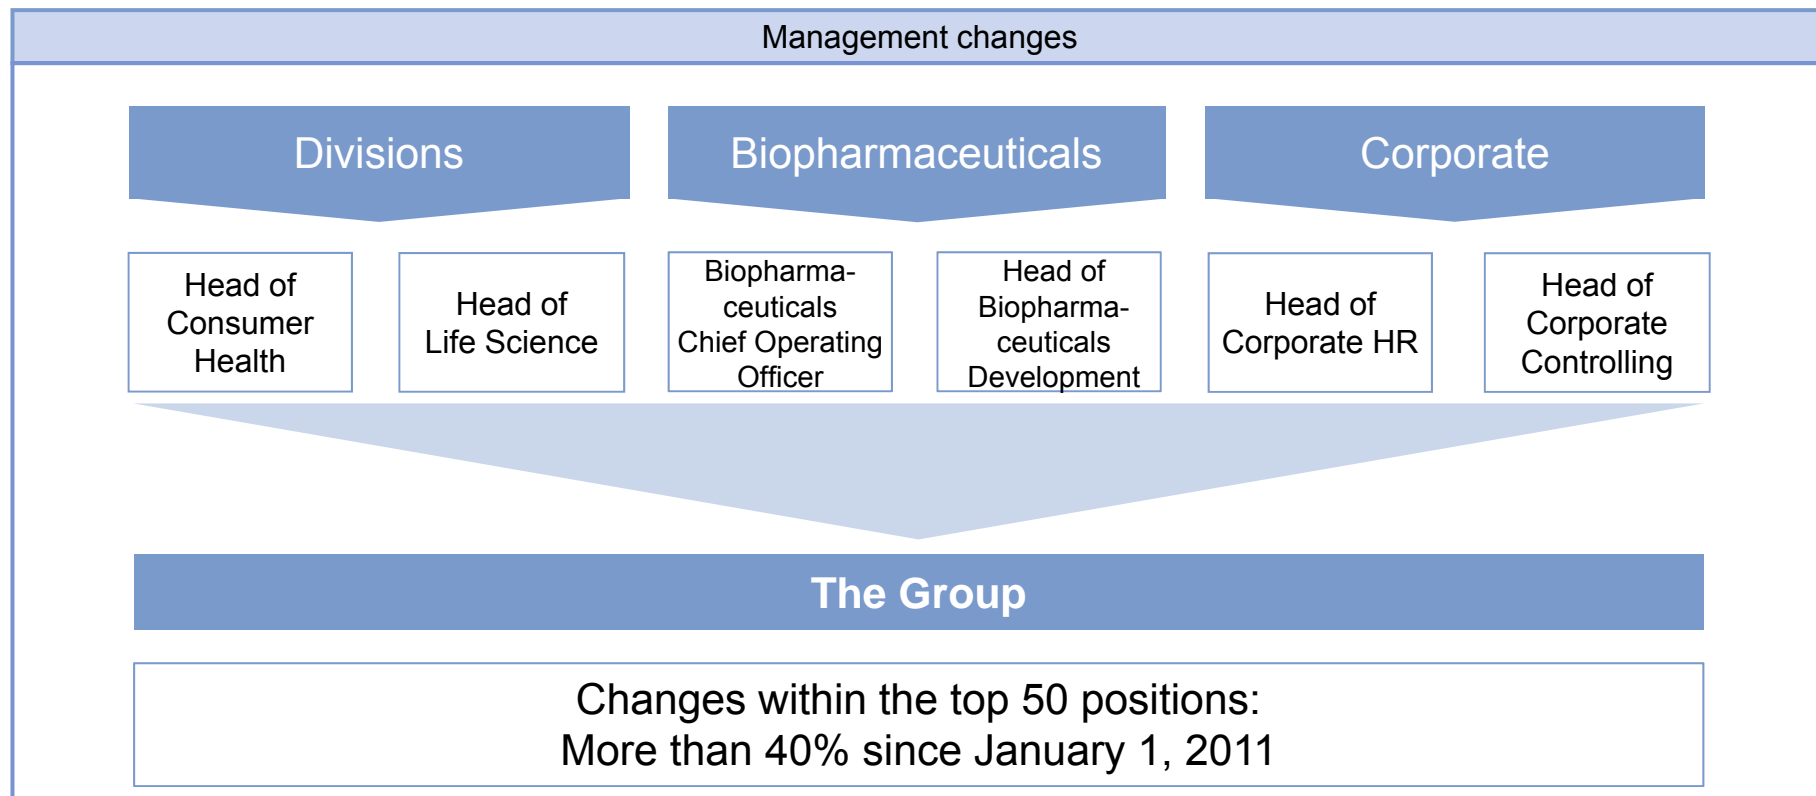 Management changes
Divisions
Biopharmaceuticals
Corporate
Head of
Consumer
Health
Head of
Life Science
Biopharma-
ceuticals
Chief Operating
Officer
Head of
Biopharma-
ceuticals
Development
Head of
Corporate HR
Head of
Corporate
Controlling
The Group
Changes within the top 50 positions:
More than 40% since January 1, 2011